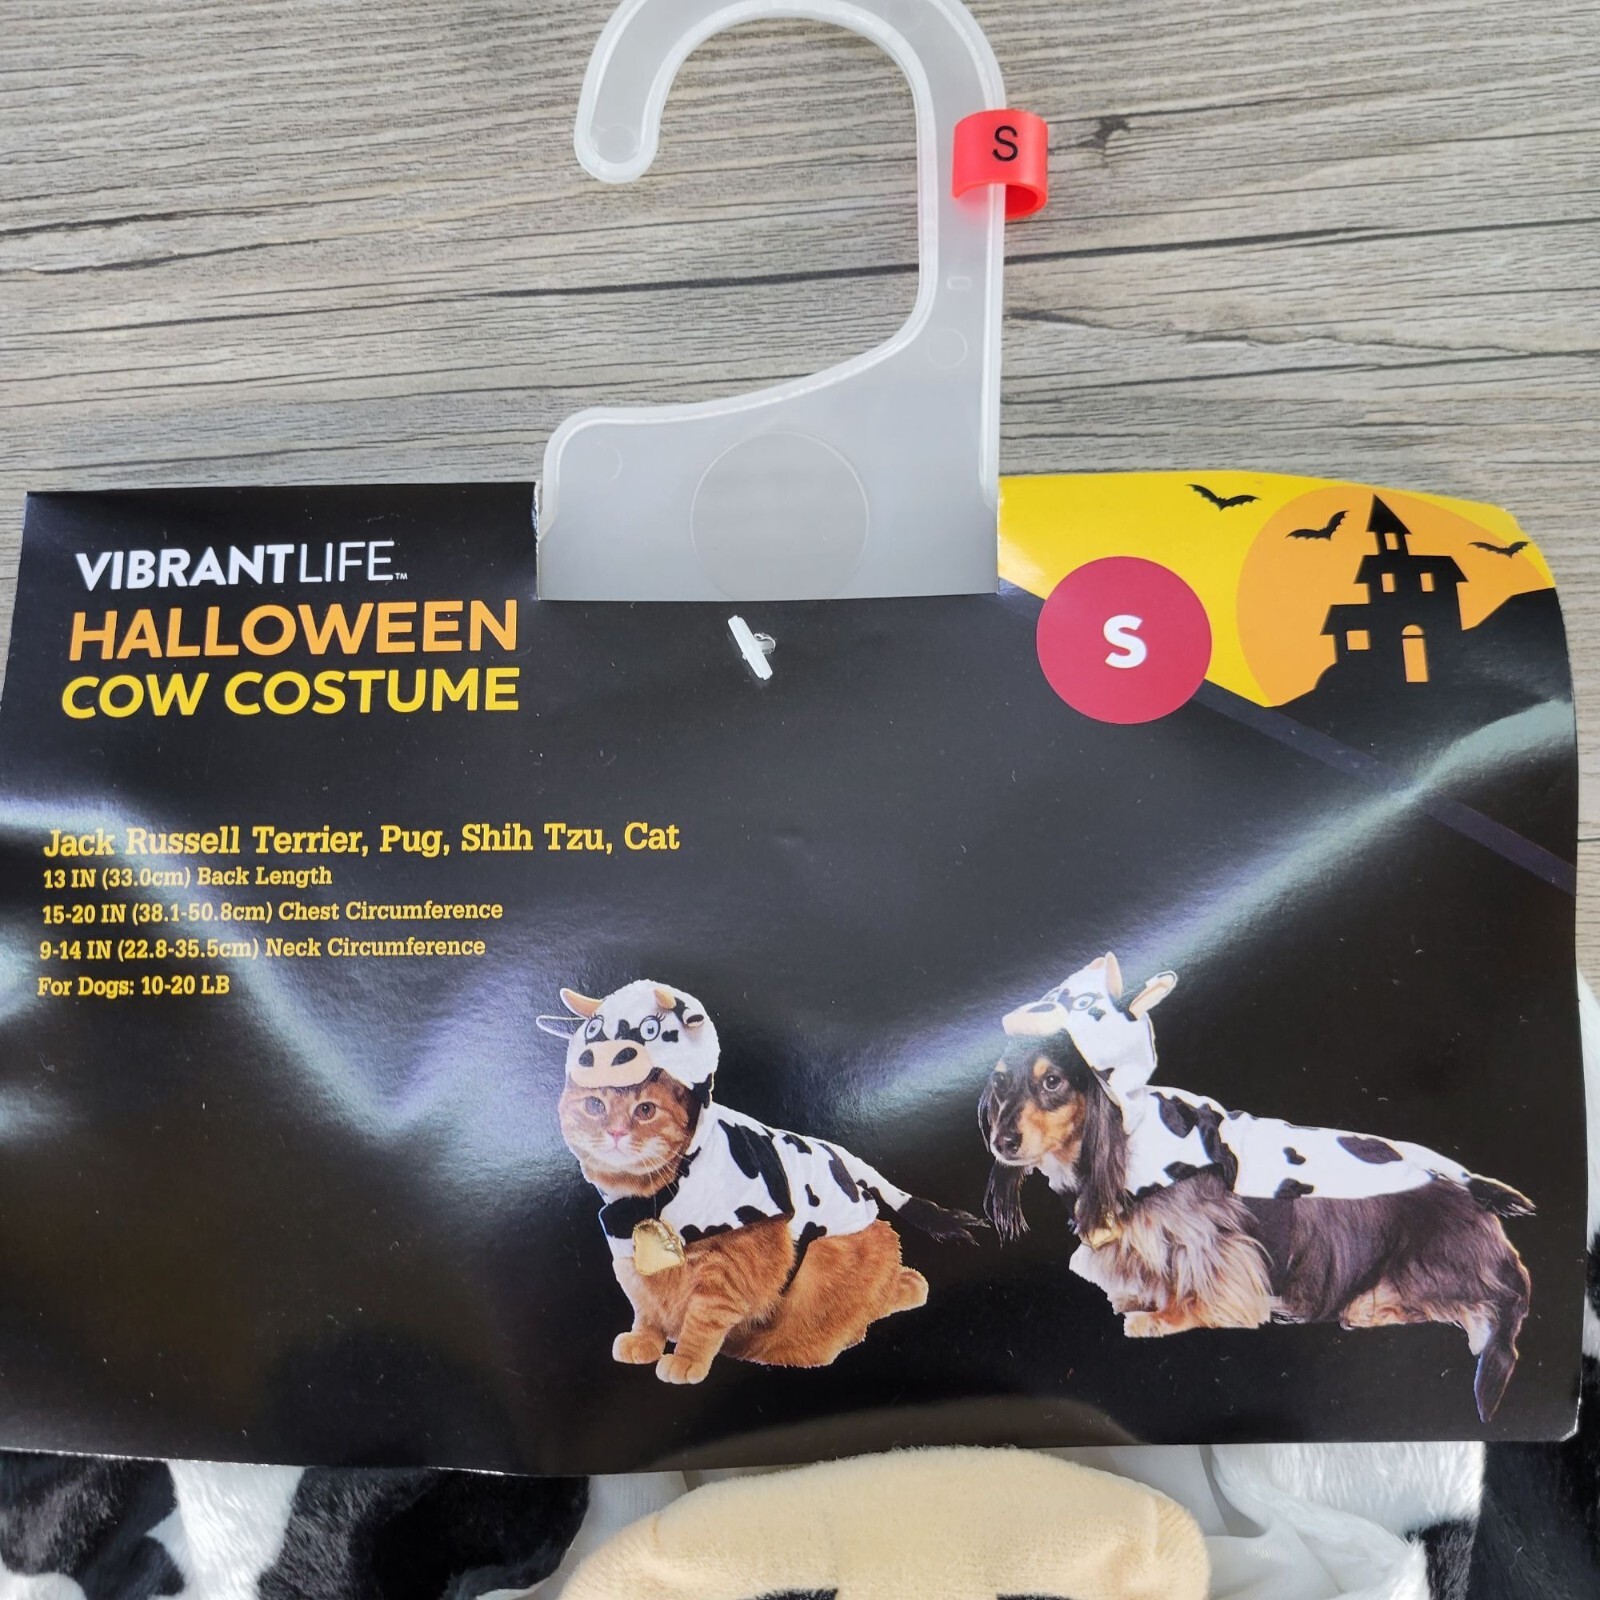 S
VIBRANTLIFE™
HALLOWEEN
COW COSTUME
S
Jack Russell Terrier, Pug, Shih Tzu, Cat
13 IN (33.0cm) Back Length
15-20 IN (38.1-50.8cm) Chest Circumference
9-14 IN (22.8-35.5cm) Neck Circumference
For Dogs: 10-20 LB